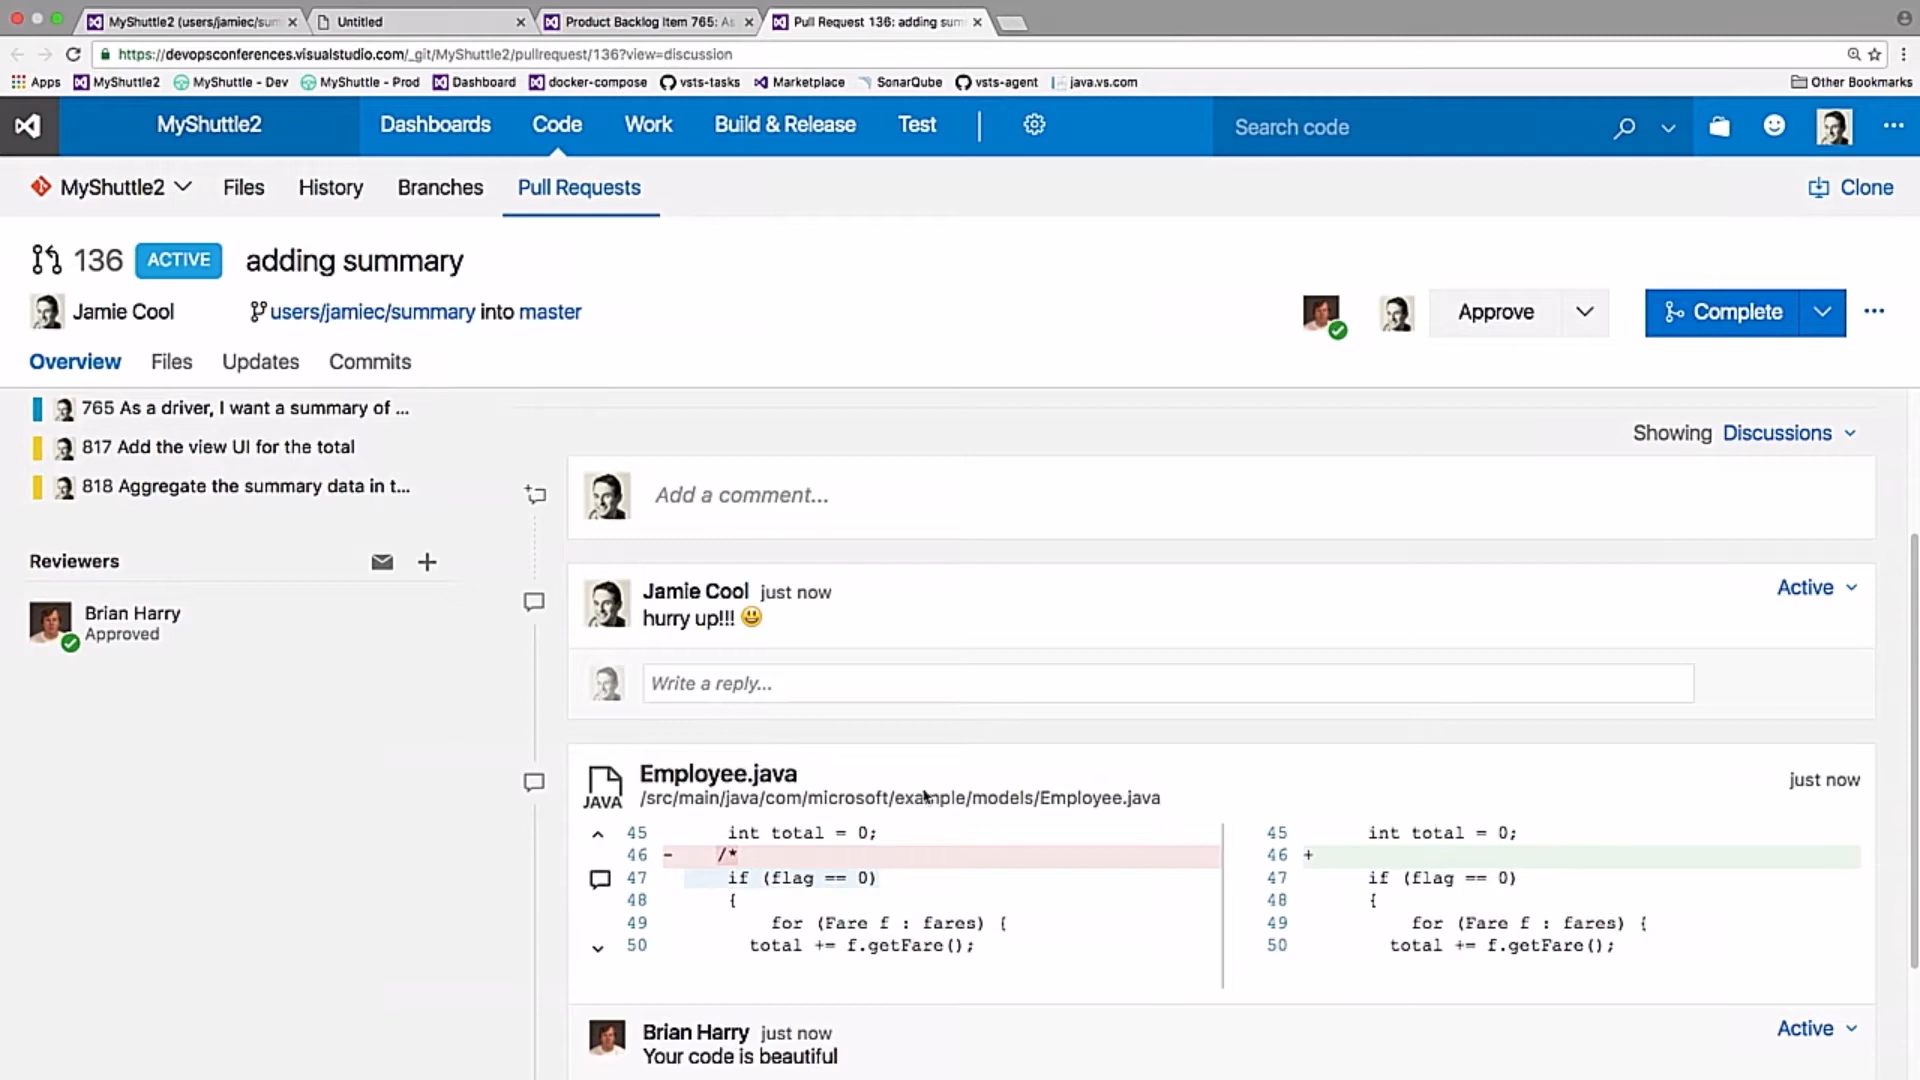 MyShuttle2 (users/jamiec/sum
Untitled
Product Backlog Item 765: As
Pull Request 136: adding sum
https://devopsconferences.visualstudio.com/_git/MyShuttle2/pullrequest/136?view=discussion
Apps MyShuttle2 MyShuttle - Dev MyShuttle - Prod Dashboard docker-compose vsts-tasks Marketplace SonarQube vsts-agent java.vs.com Other Bookmarks
MyShuttle2 Dashboards Code Work Build & Release Test Search code
MyShuttle2 Files History Branches Pull Requests Clone
136 ACTIVE adding summary
Jamie Cool users/jamiec/summary into master Approve Complete
Overview Files Updates Commits
765 As a driver, I want a summary of ...
817 Add the view UI for the total
818 Aggregate the summary data in t...
Reviewers
Brian Harry
Approved
Showing Discussions
Add a comment...
Jamie Cool just now Active
hurry up!!! 😃
Write a reply...
JAVA
Employee.java just now
/src/main/java/com/microsoft/example/models/Employee.java
45 int total = 0; 45 int total = 0;
46 - /* 46 +
47 if (flag == 0) 47 if (flag == 0)
48 { 48 {
49 for (Fare f : fares) { 49 for (Fare f : fares) {
50 total += f.getFare(); 50 total += f.getFare();
Brian Harry just now Active
Your code is beautiful